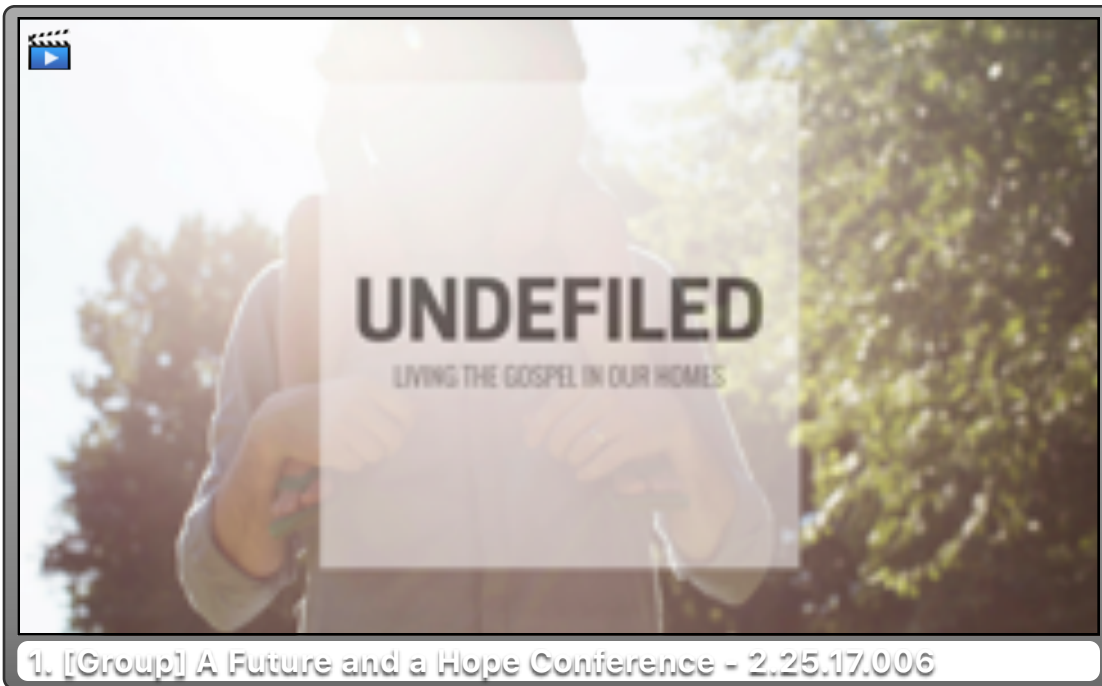 UNDEFILED
LIVING THE GOSPEL IN OUR HOMES
1. [Group] A Future and a Hope Conference - 2.25.17.006